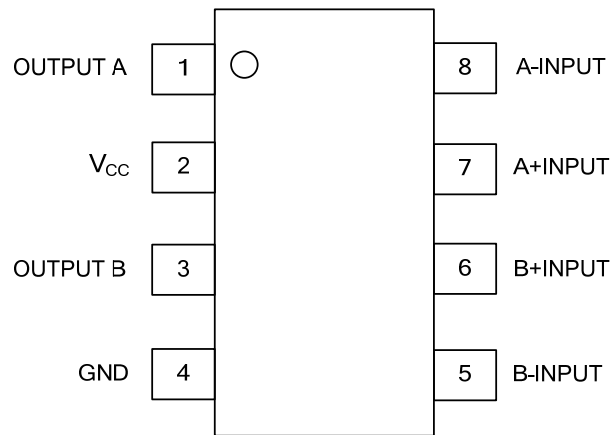 OUTPUT A 1 8 A-INPUT
VCC 2 7 A+INPUT
OUTPUT B 3 6 B+INPUT
GND 4 5 B-INPUT